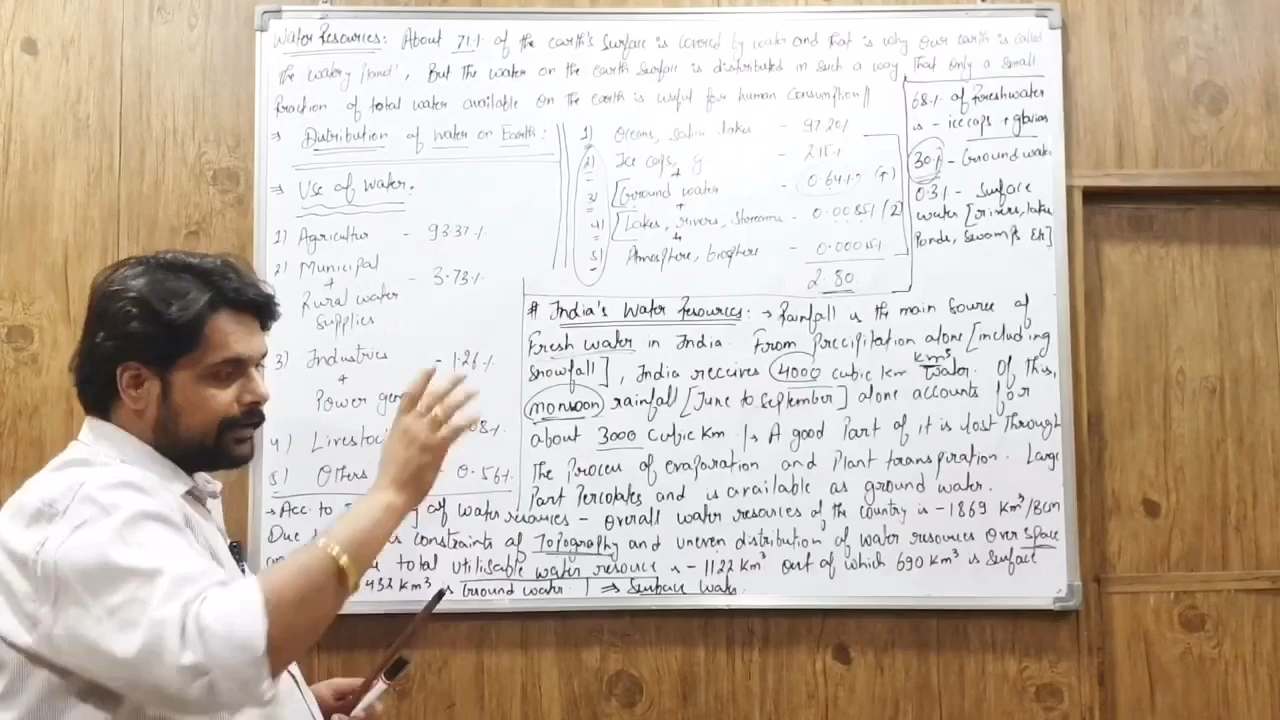 Water Resources: About 71% of the earth's surface is covered by water and that is why our earth is called
the watery planet', But the water on the earth surface is distributed in such a way that only a small
fraction of total water available on the earth is useful for human consumption //
⇒ Distribution of water on Earth:
⇒ Use of water.
1) Agricultur - 93.37%
2) Municipal
+
Rural water
supplies
- 3.73%
3) Industries
+
Power gen
- 1.26%
4) Livestoc 08%
5) Others - 0.56%
1) Oceans, salin lakes - 97.20%
2) Ice caps, g. - 2.15%
+
3) [Ground water (1)
+
4) [Lakes, rivers, streams - 0.0085% (2)
+
5) Atmosphere, biosphere - 0.0001%
2.80
68% of freshwater
is - icecaps + glaciers
30% - Ground water
0.3% - Surface
water [rivers, lakes
Ponds, Swamps Etc]
# India's Water Resources: → Rainfall is the main source of
Fresh water in India. From Precipitation alone [including
snowfall], India receives 4000 cubic km water. Of this,
km³
monsoon rainfall [June to September] alone accounts for
about 3000 cubic km /→ A good Part of it is lost through
the Process of evaporation and Plant transpiration. Large
Part Percolates and is available as ground water.
→ Acc. to of water resources - overall water resources of the country is - 1869 km³/Bcm
Due constraints of Topography and uneven distribution of water resources over space
total utilisable water resource is - 1122 km³ out of which 690 km³ is surface
432 km³ is Ground water. | ⇒ Surface Water.